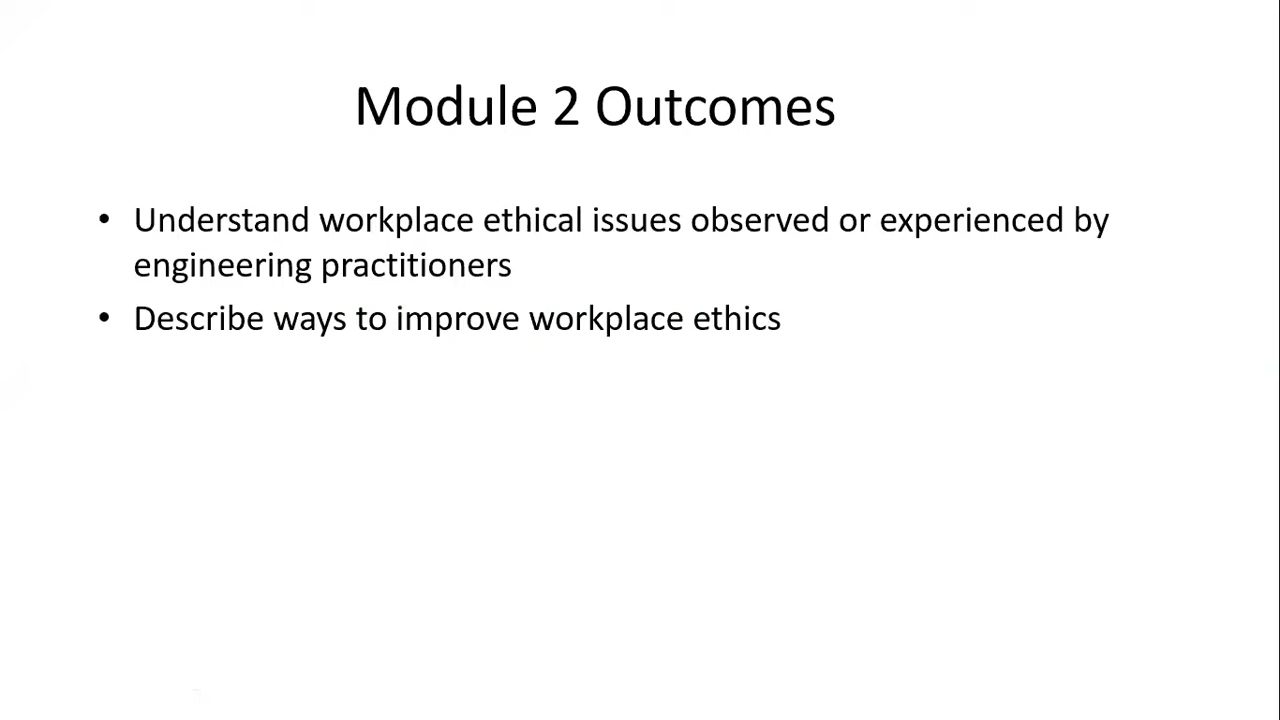 Module 2 Outcomes
• Understand workplace ethical issues observed or experienced by
engineering practitioners
• Describe ways to improve workplace ethics